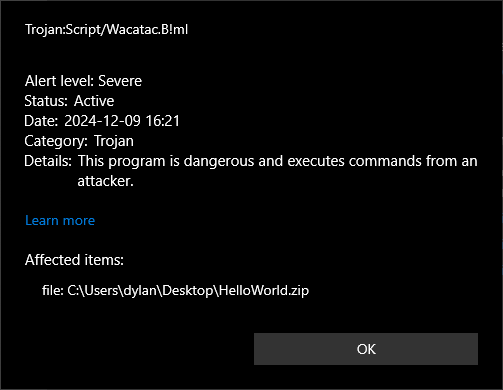 Trojan:Script/Wacatac.B!ml
Alert level: Severe
Status: Active
Date: 2024-12-09 16:21
Category: Trojan
Details: This program is dangerous and executes commands from an
attacker.
Learn more
Affected items:
file: C:\Users\dylan\Desktop\HelloWorld.zip
OK